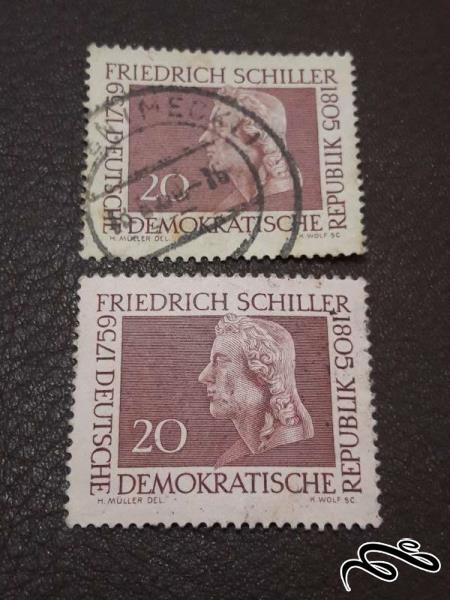 FRIEDRICH SCHILLER
1759
1805
DEUTSCHE
DEMOKRATISCHE
REPUBLIK
20
H. MÜLLER DEL.
K. WOLF SC.
FRIEDRICH SCHILLER
1759
1805
DEUTSCHE
DEMOKRATISCHE
REPUBLIK
20
H. MÜLLER DEL.
K. WOLF SC.